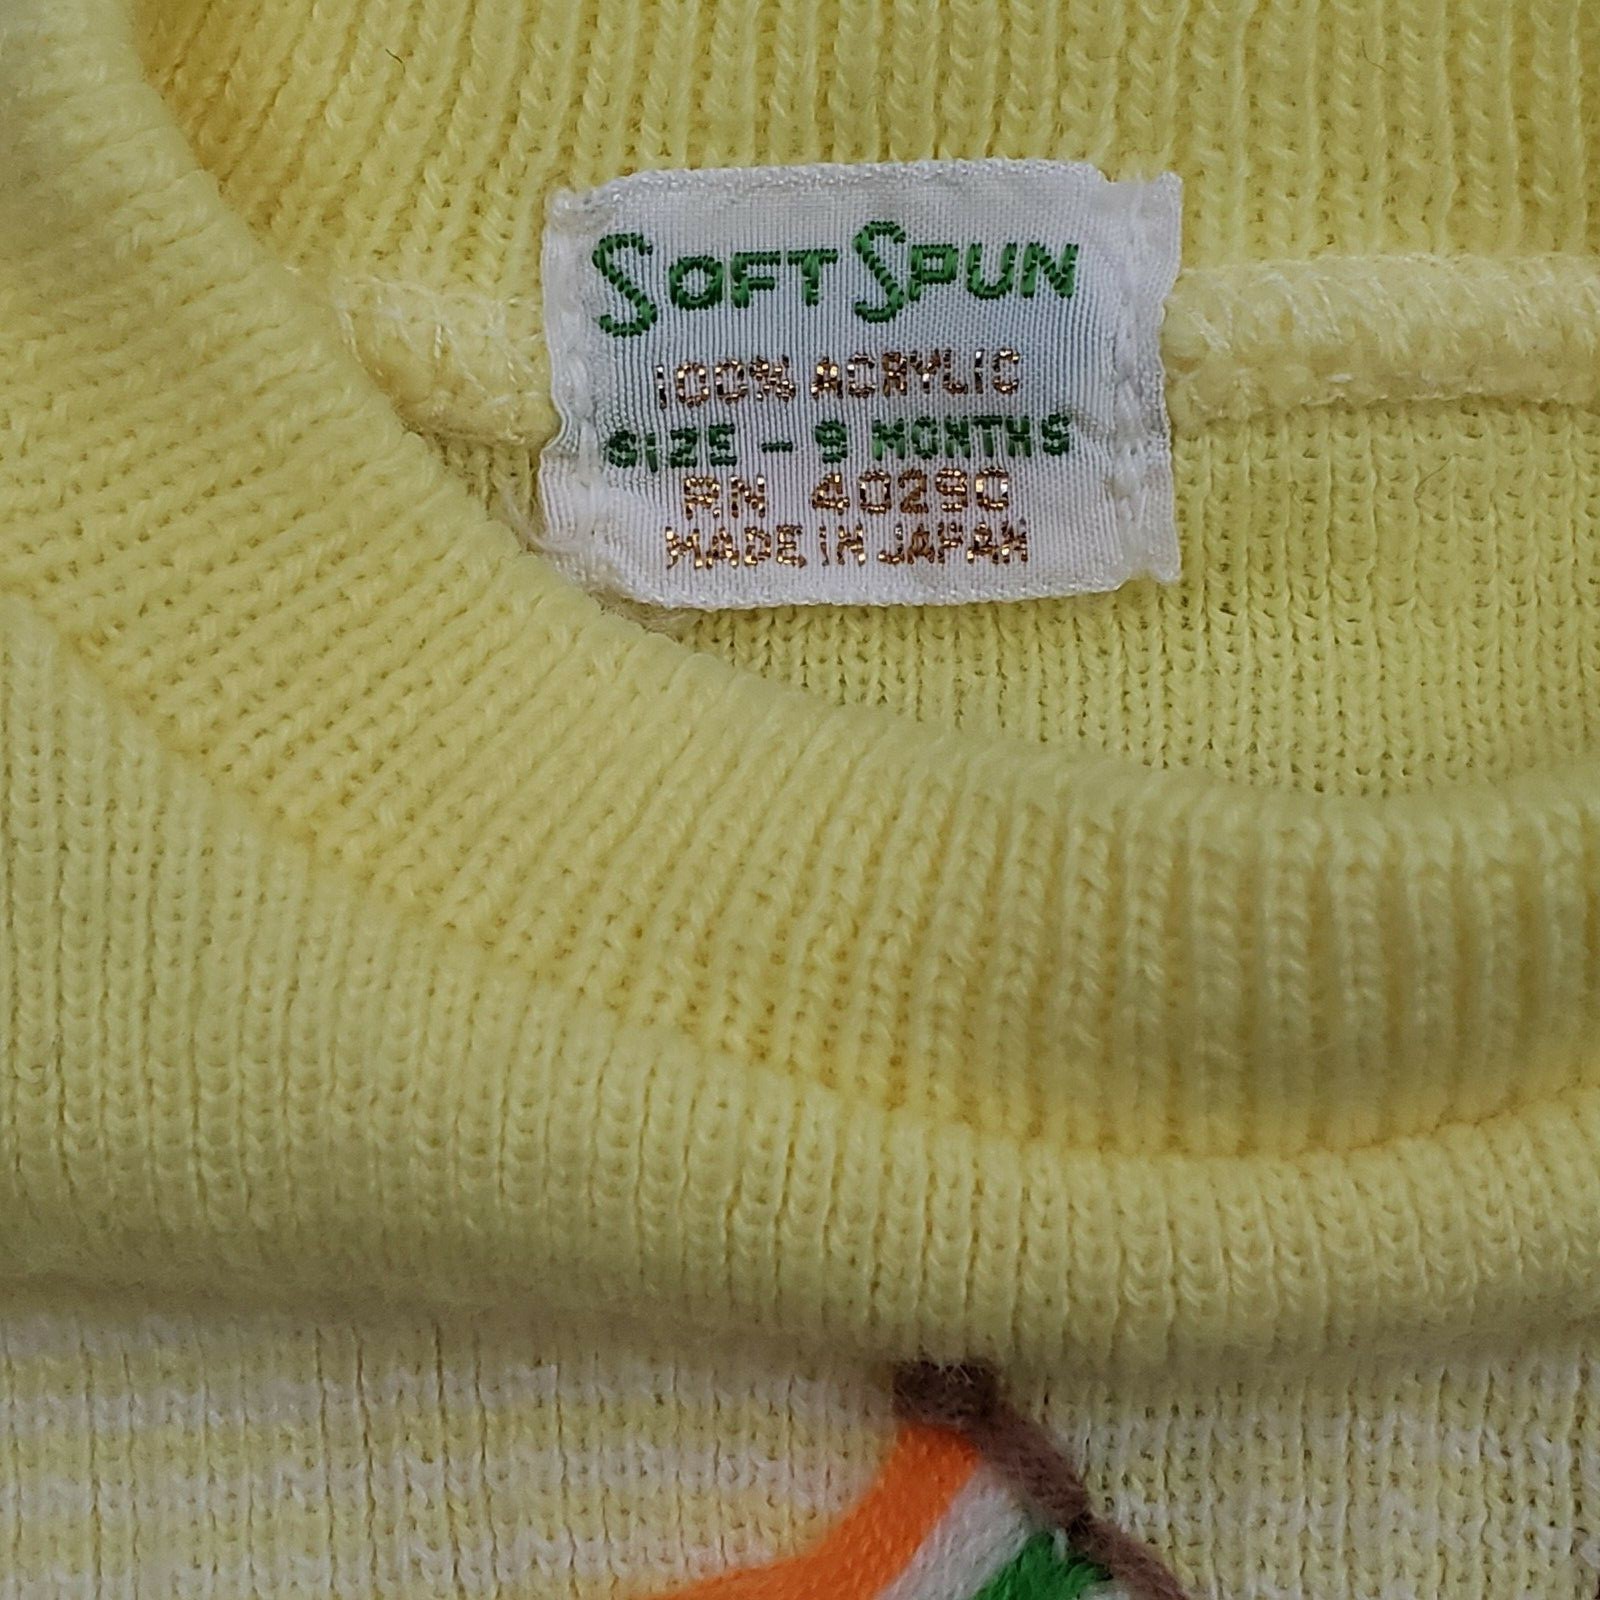 SOFT SPUN
100% ACRYLIC
SIZE - 9 MONTHS
RN 40290
MADE IN JAPAN